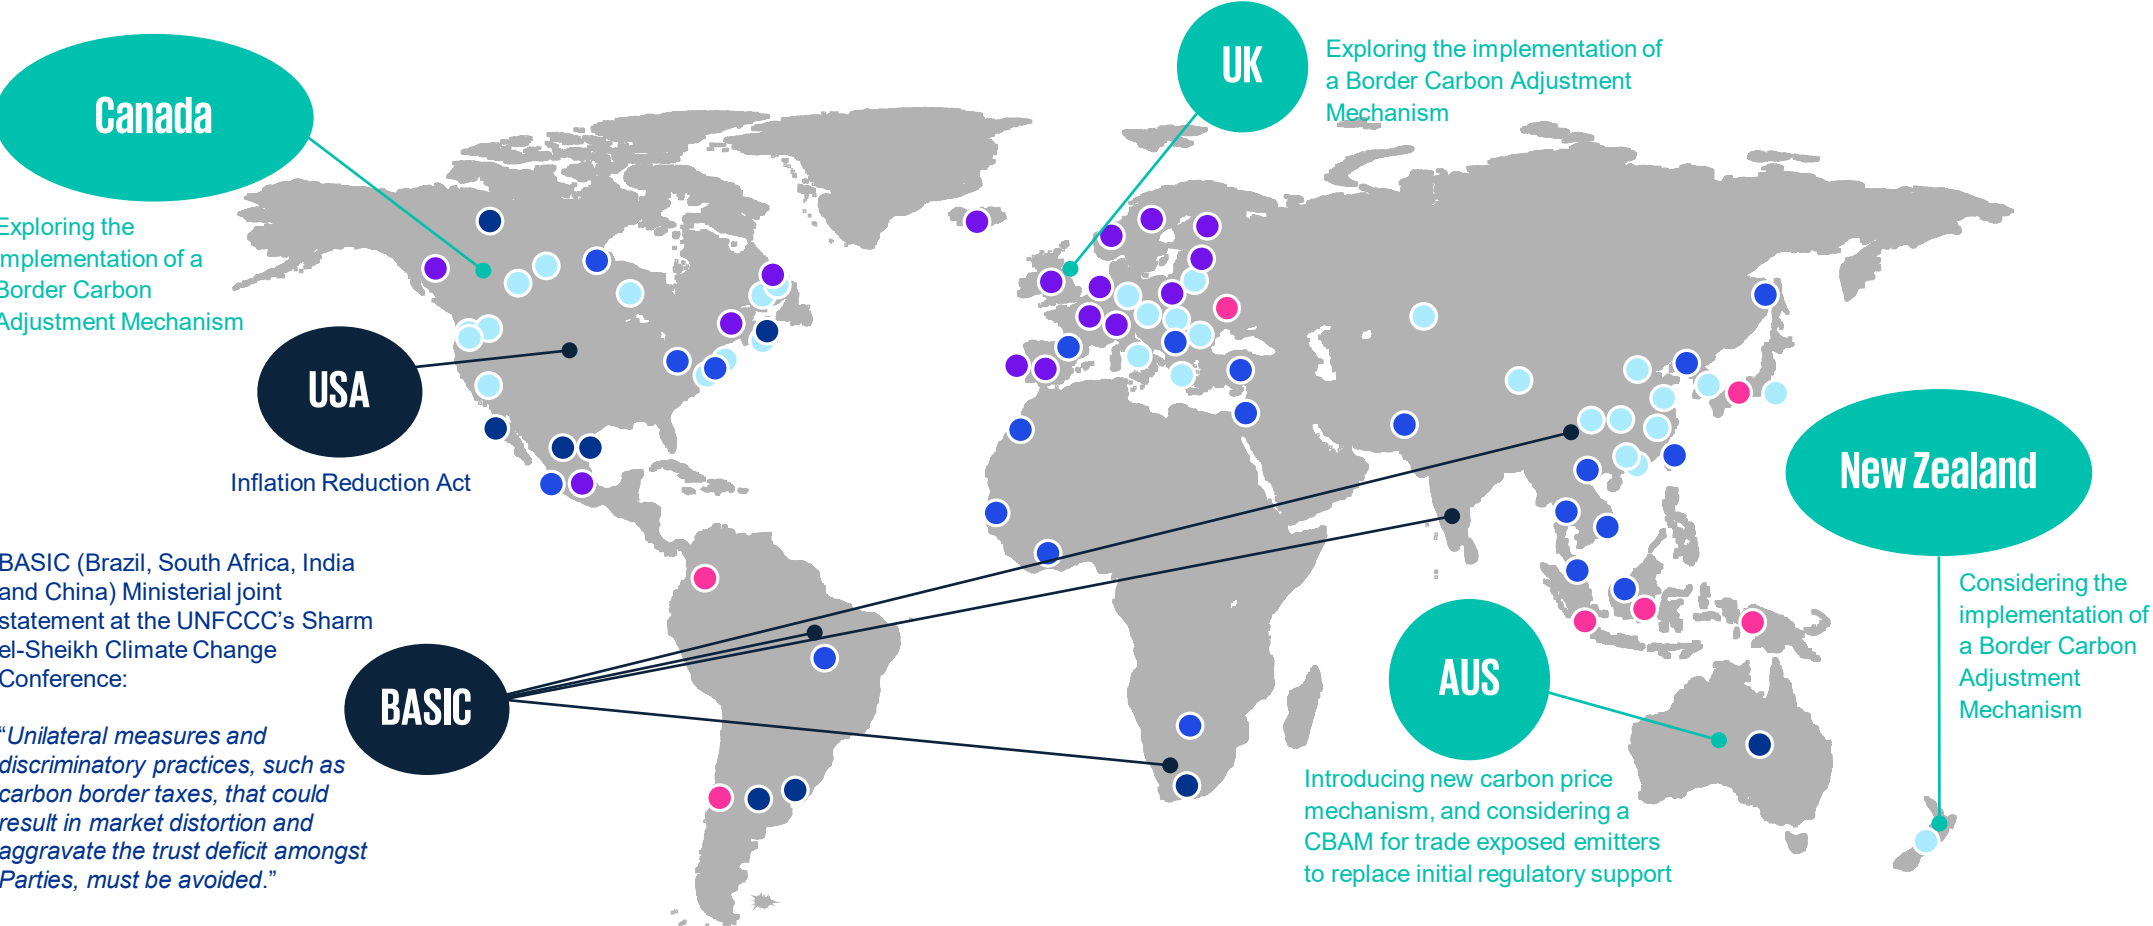 Canada
Exploring the
implementation of a
Border Carbon
Adjustment Mechanism
UK
Exploring the implementation of
a Border Carbon Adjustment
Mechanism
USA
Inflation Reduction Act
BASIC (Brazil, South Africa, India
and China) Ministerial joint
statement at the UNFCCC’s Sharm
el-Sheikh Climate Change
Conference:
“Unilateral measures and
discriminatory practices, such as
carbon border taxes, that could
result in market distortion and
aggravate the trust deficit amongst
Parties, must be avoided.”
BASIC
AUS
Introducing new carbon price
mechanism, and considering a
CBAM for trade exposed emitters
to replace initial regulatory support
New Zealand
Considering the
implementation of
a Border Carbon
Adjustment
Mechanism